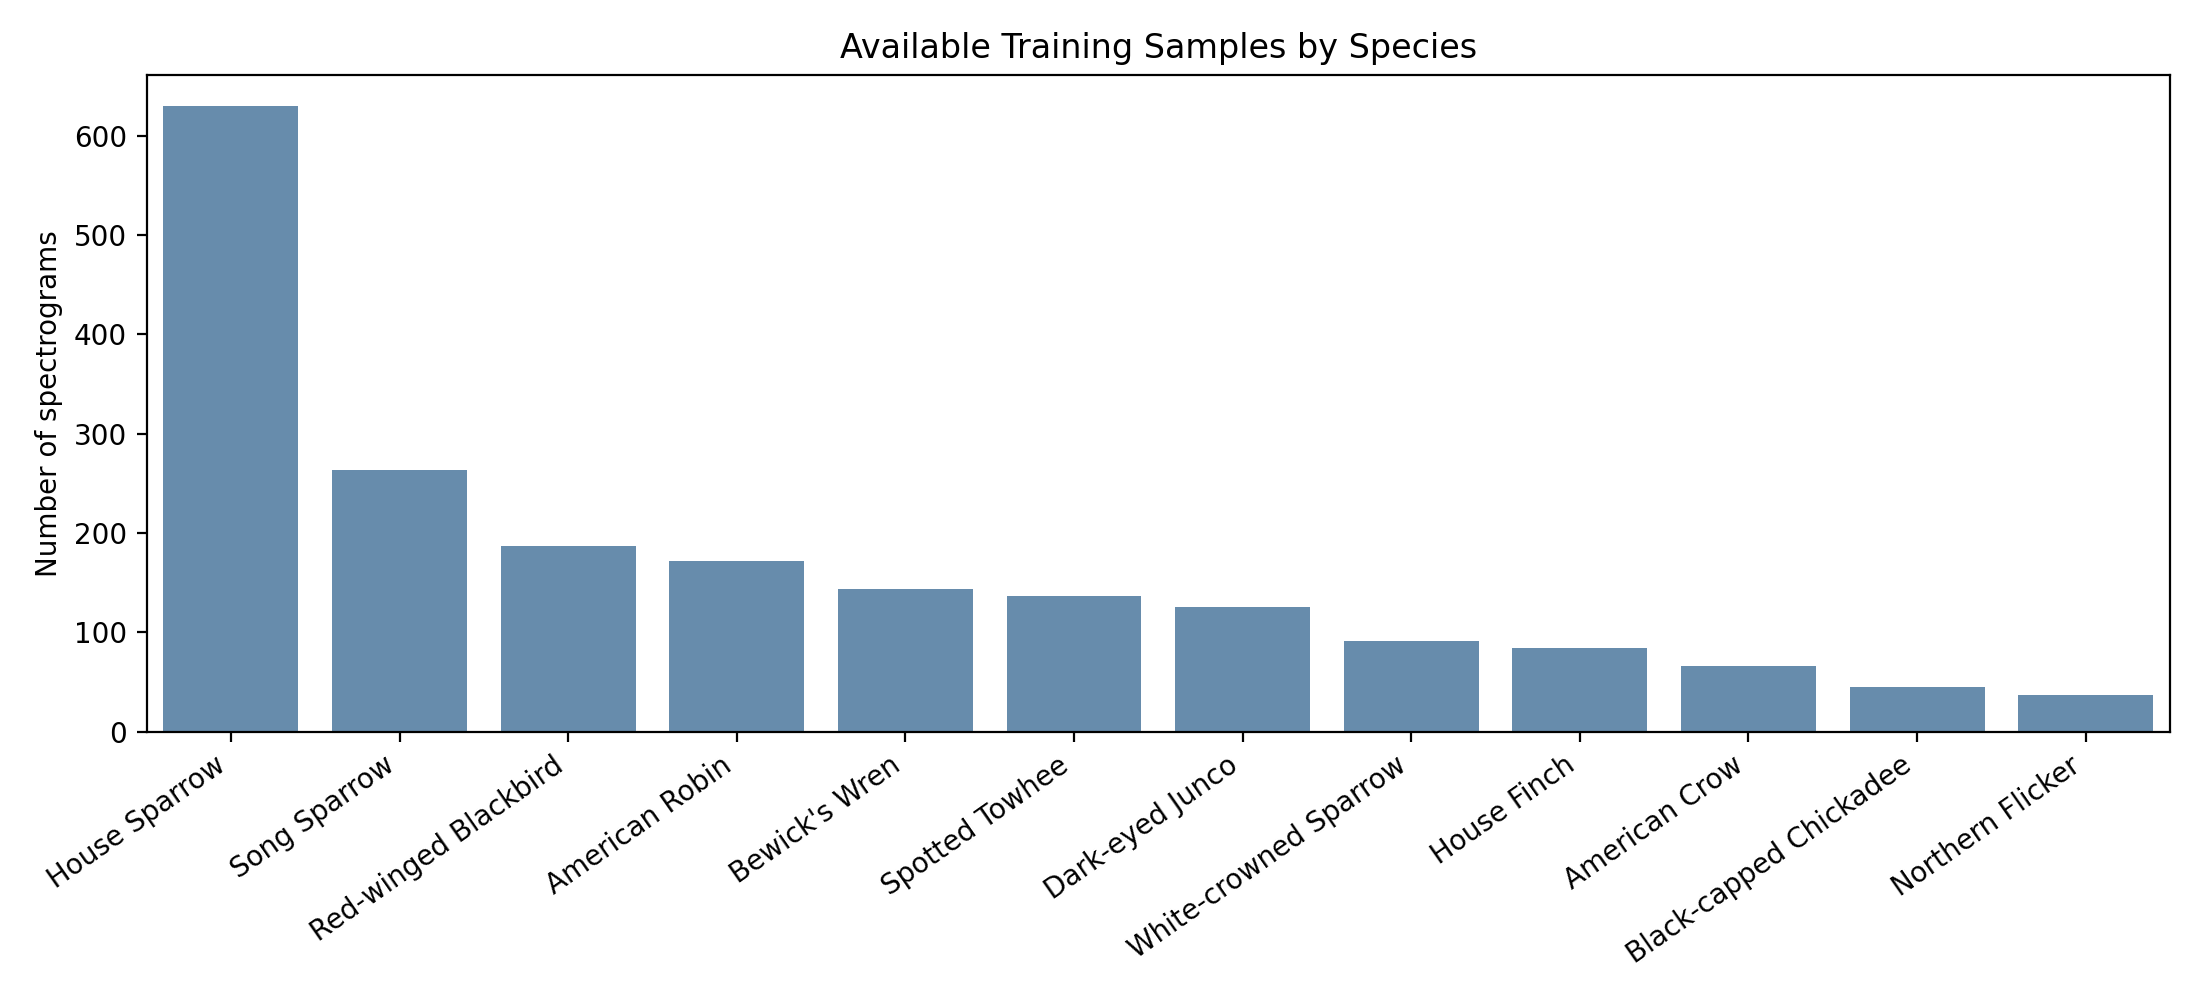 Available Training Samples by Species
Number of spectrograms
600
500
400
300
200
100
0
House Sparrow
Song Sparrow
Red-winged Blackbird
American Robin
Bewick's Wren
Spotted Towhee
Dark-eyed Junco
White-crowned Sparrow
House Finch
American Crow
Black-capped Chickadee
Northern Flicker